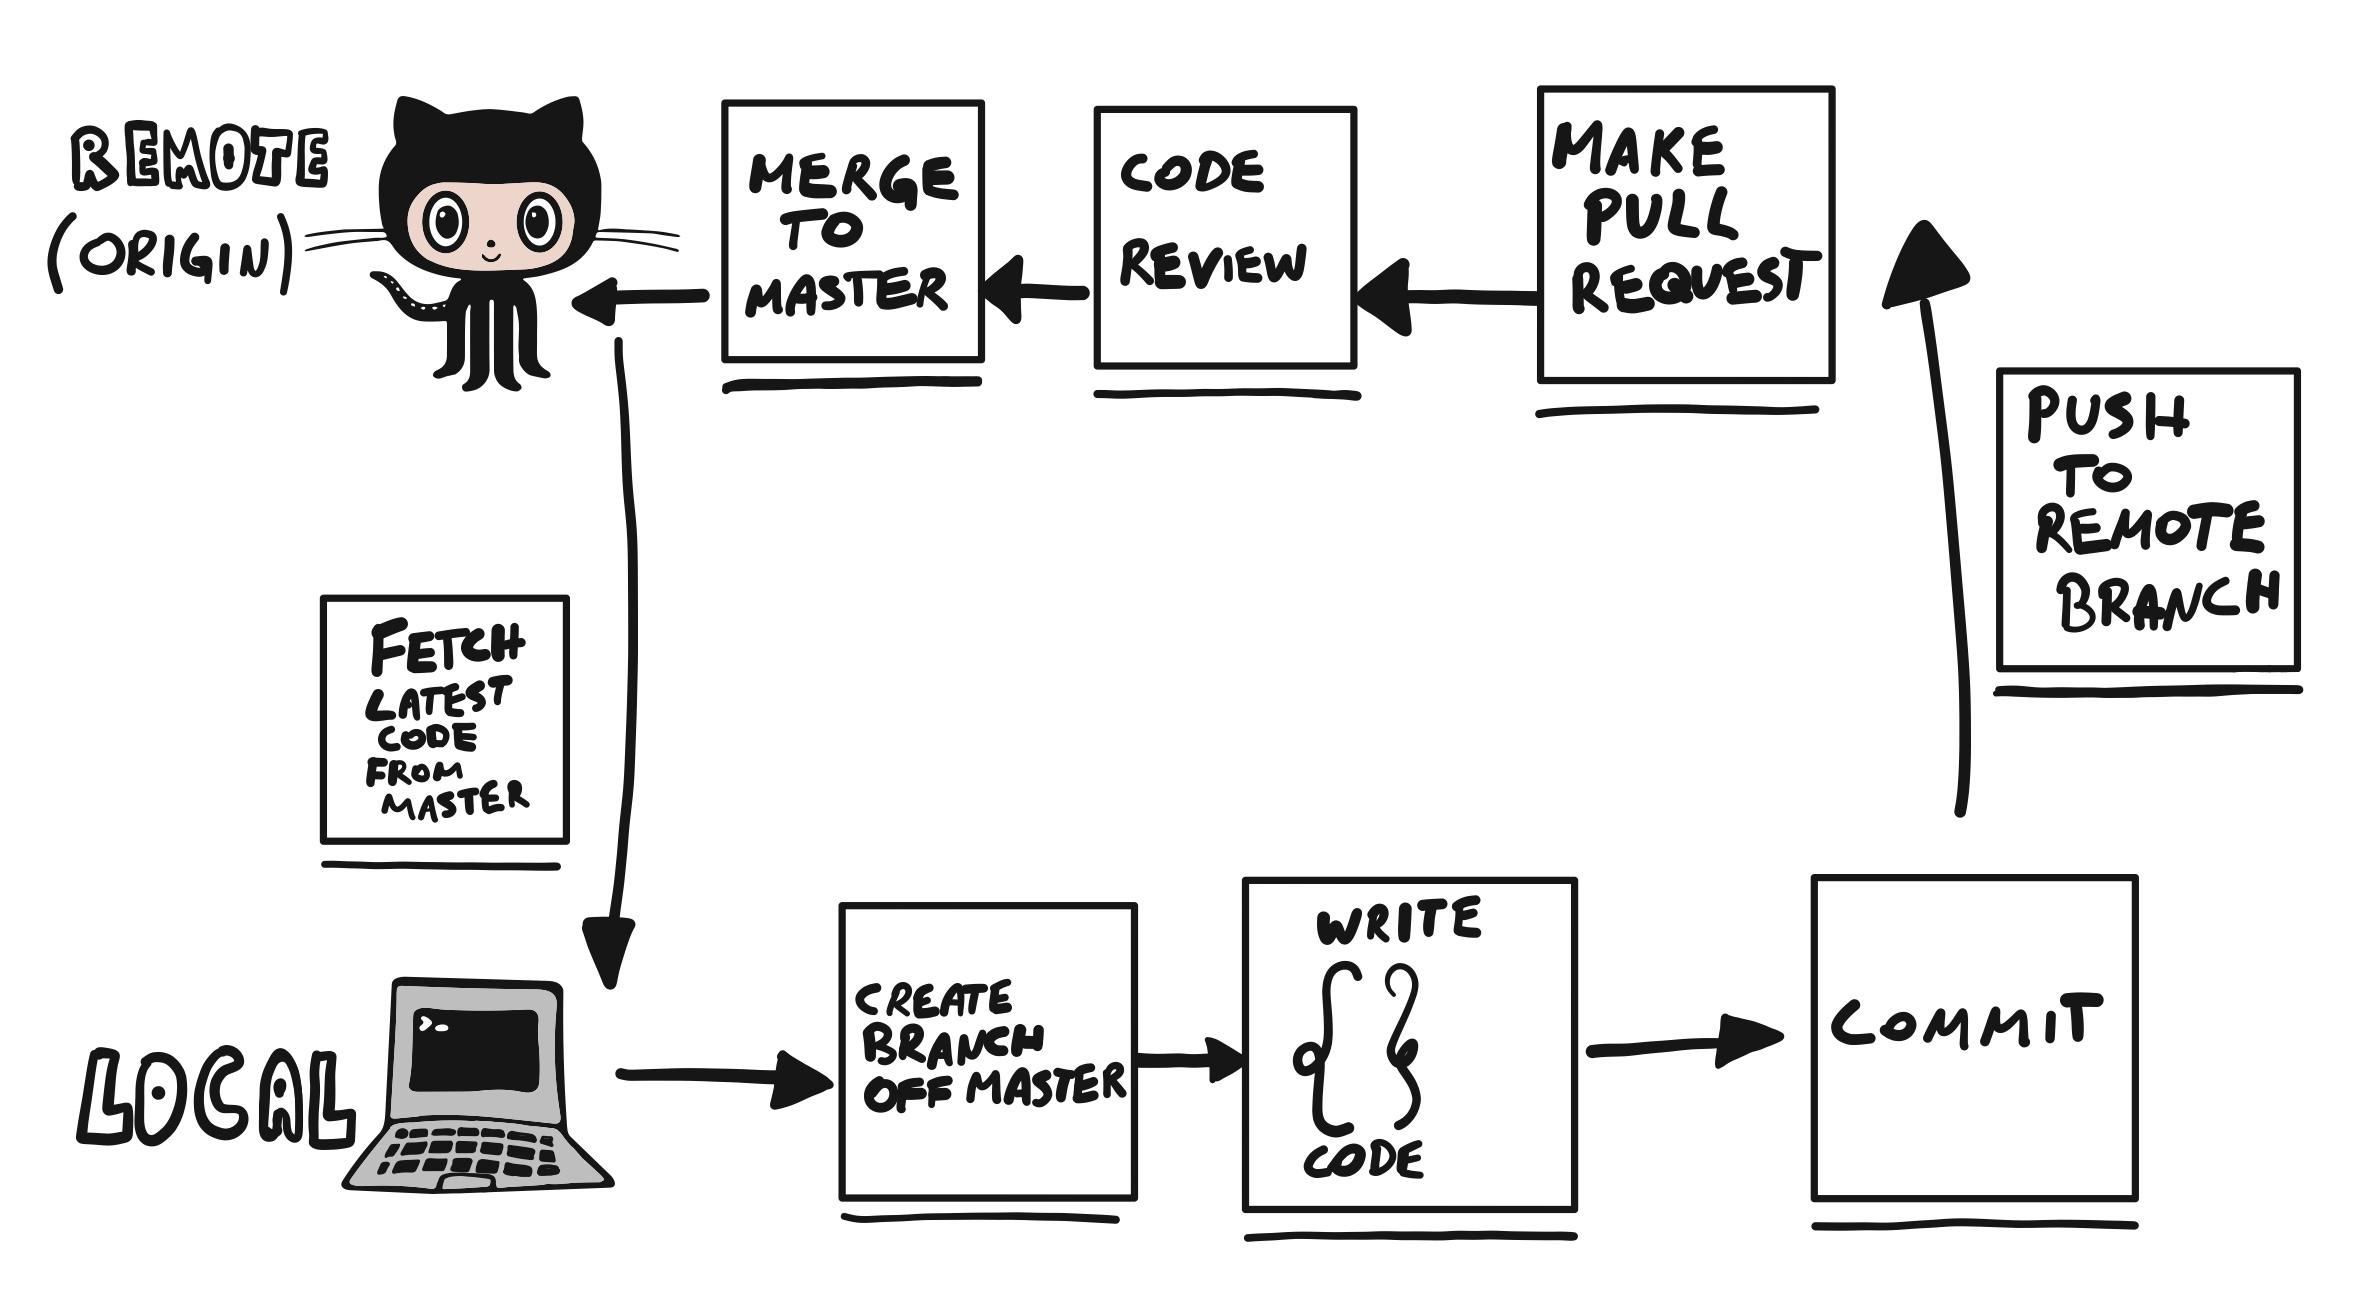 REMOTE
(ORIGIN)
MERGE
TO
MASTER
CODE
REVIEW
MAKE
PULL
REQUEST
PUSH
TO
REMOTE
BRANCH
FETCH
LATEST
CODE
FROM
MASTER
LOCAL
>-
CREATE
BRANCH
OFF MASTER
WRITE
{ }
CODE
COMMIT